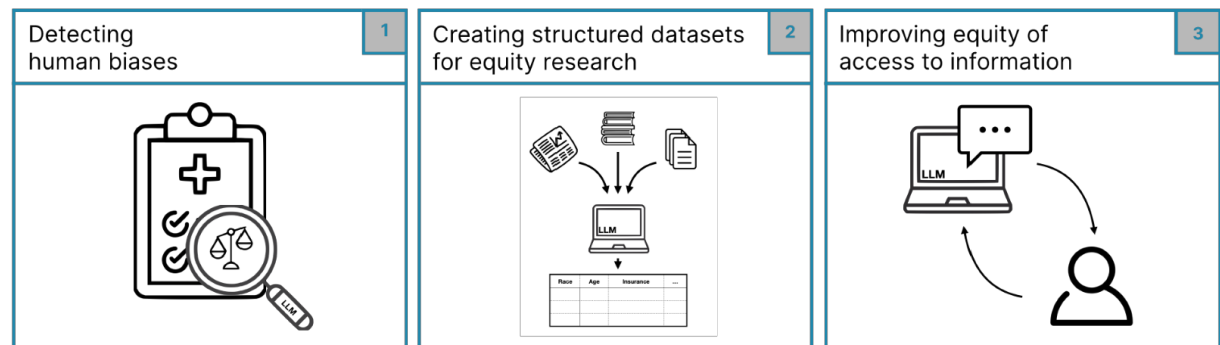 Detecting
human biases
1
Creating structured datasets
for equity research
2
Improving equity of
access to information
3
LLM
LLM
Race Age Insurance ...
LLM